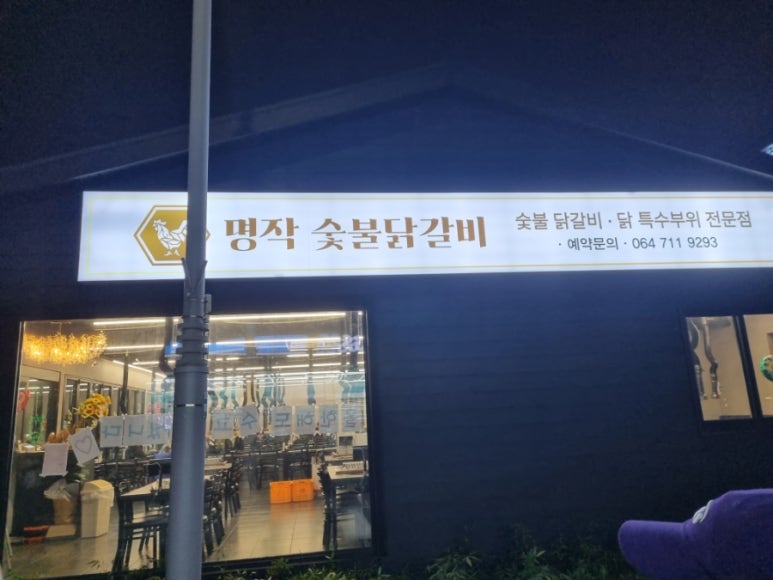 명작 숯불닭갈비
숯불 닭갈비 · 닭 특수부위 전문점
· 예약문의 · 064 711 9293